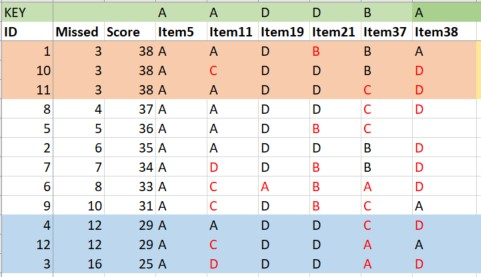 KEY A A D D B A
ID Missed Score Item5 Item11 Item19 Item21 Item37 Item38
1 3 38 A A D B B A
10 3 38 A C D D B D
11 3 38 A A D D C D
8 4 37 A A D D C D
5 5 36 A A D B C
2 6 35 A A D D B D
7 7 34 A D D B B D
6 8 33 A C A B A D
9 10 31 A C D B C A
4 12 29 A A D D C D
12 12 29 A C D D A A
3 16 25 A D D D A D